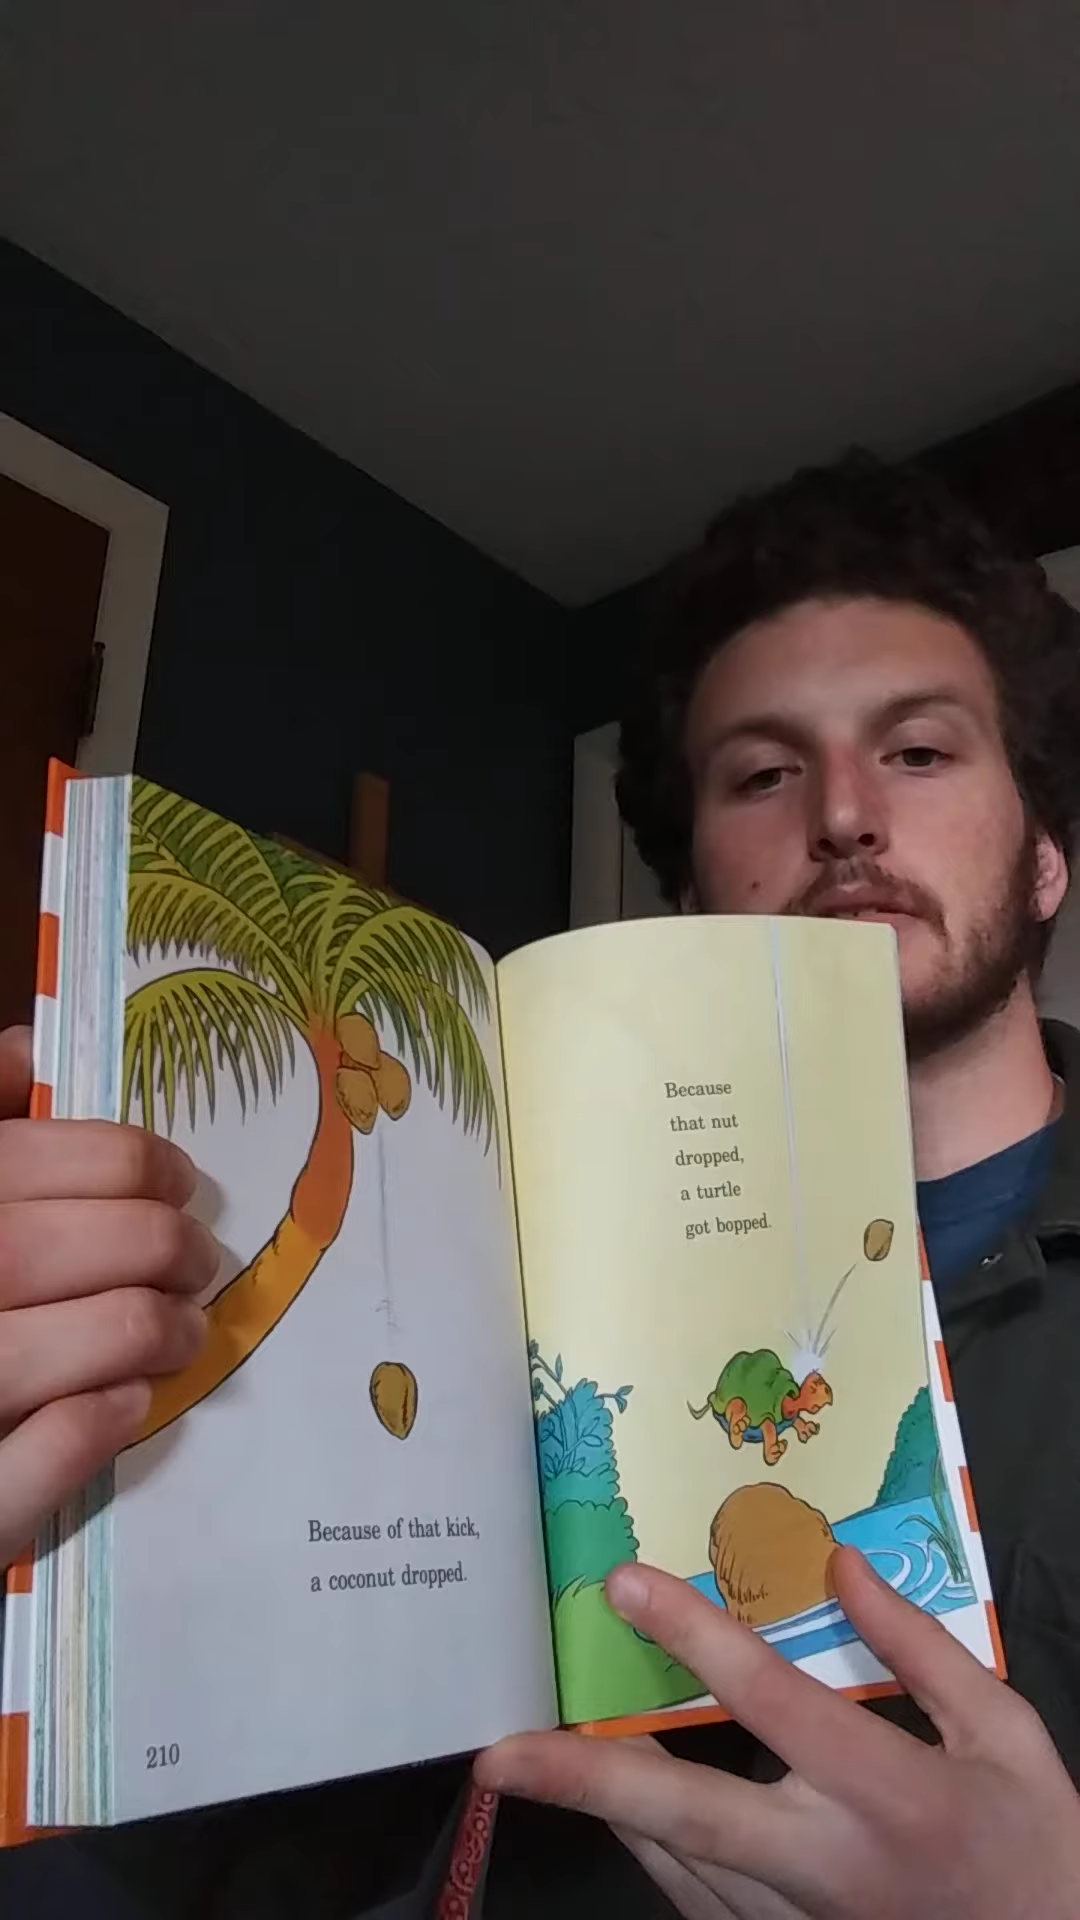 Because of that kick,
a coconut dropped.
210
Because
that nut
dropped,
a turtle
got bopped.